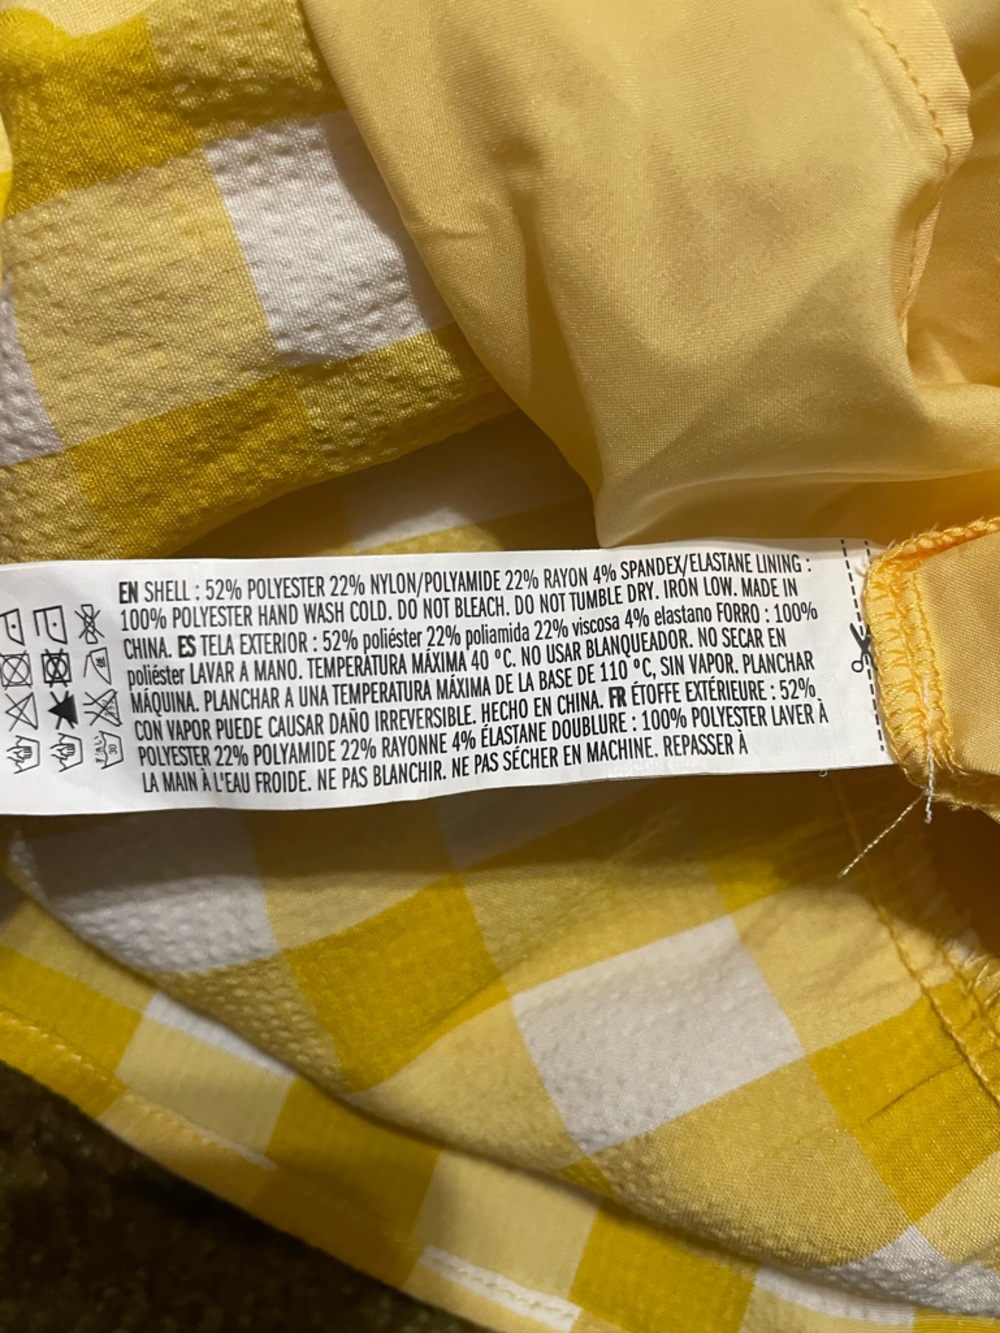 EN SHELL : 52% POLYESTER 22% NYLON/POLYAMIDE 22% RAYON 4% SPANDEX/ELASTANE LINING :
100% POLYESTER HAND WASH COLD. DO NOT BLEACH. DO NOT TUMBLE DRY. IRON LOW. MADE IN
CHINA. ES TELA EXTERIOR : 52% poliéster 22% poliamida 22% viscosa 4% elastano FORRO : 100%
poliéster LAVAR A MANO. TEMPERATURA MÁXIMA 40 °C. NO USAR BLANQUEADOR. NO SECAR EN
MÁQUINA. PLANCHAR A UNA TEMPERATURA MÁXIMA DE LA BASE DE 110 °C, SIN VAPOR. PLANCHAR
CON VAPOR PUEDE CAUSAR DAÑO IRREVERSIBLE. HECHO EN CHINA. FR ÉTOFFE EXTÉRIEURE : 52%
POLYESTER 22% POLYAMIDE 22% RAYONNE 4% ÉLASTANE DOUBLURE : 100% POLYESTER LAVER À
LA MAIN À L'EAU FROIDE. NE PAS BLANCHIR. NE PAS SÉCHER EN MACHINE. REPASSER À
30